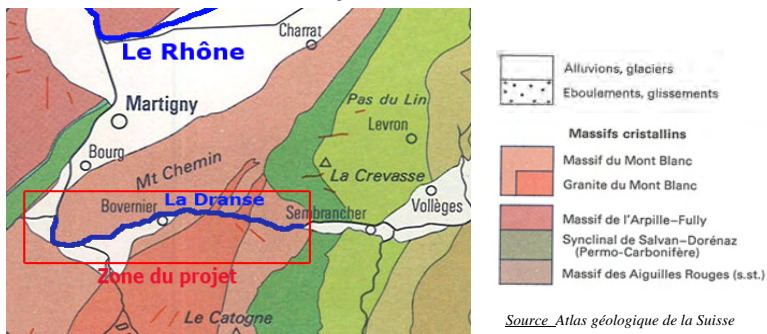 Le Rhône
Charrat
Martigny
Pas du Lin
Levron
Bourg
Mt Chemin
La Crevasse
La Dranse
Bovernier
Sembrancher
Vollèges
Zone du projet
Le Catogne
Alluvions, glaciers
Eboulements, glissements
Massifs cristallins
Massif du Mont Blanc
Granite du Mont Blanc
Massif de l'Arpille–Fully
Synclinal de Salvan–Dorénaz
(Permo-Carbonifère)
Massif des Aiguilles Rouges (s.st.)
Source Atlas géologique de la Suisse